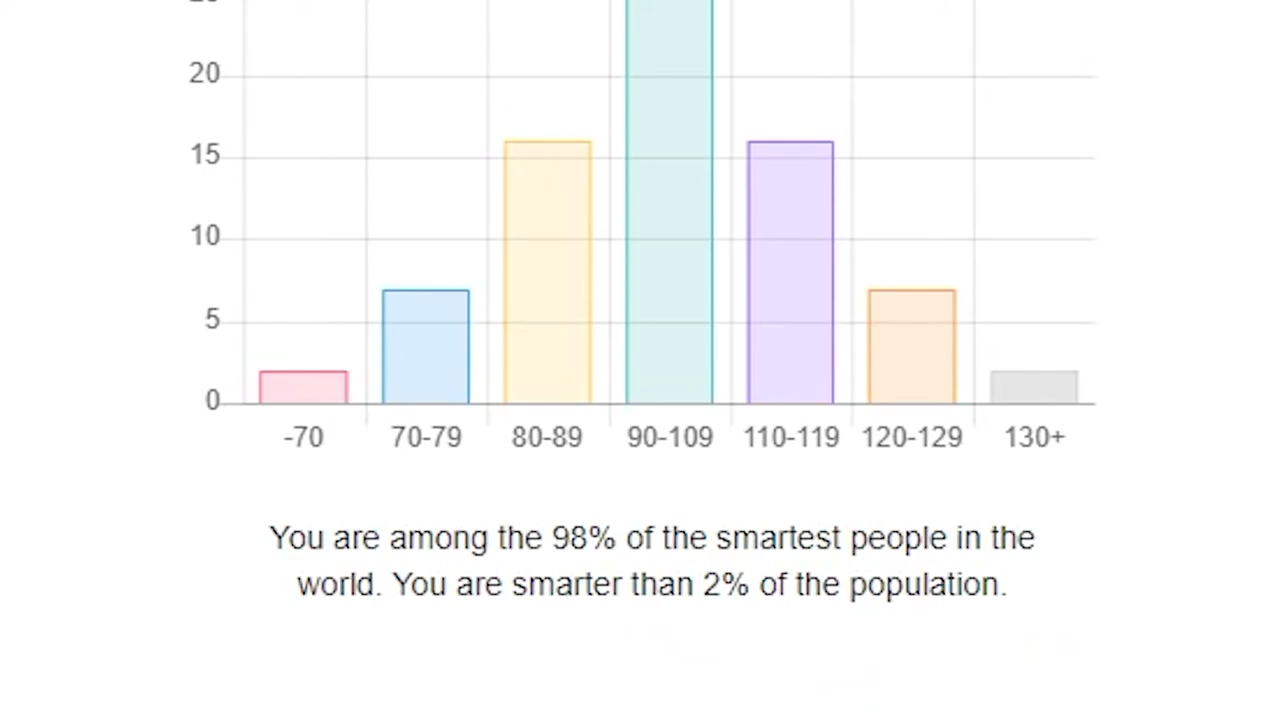 20
15
10
5
0
-70 70-79 80-89 90-109 110-119 120-129 130+
You are among the 98% of the smartest people in the
world. You are smarter than 2% of the population.